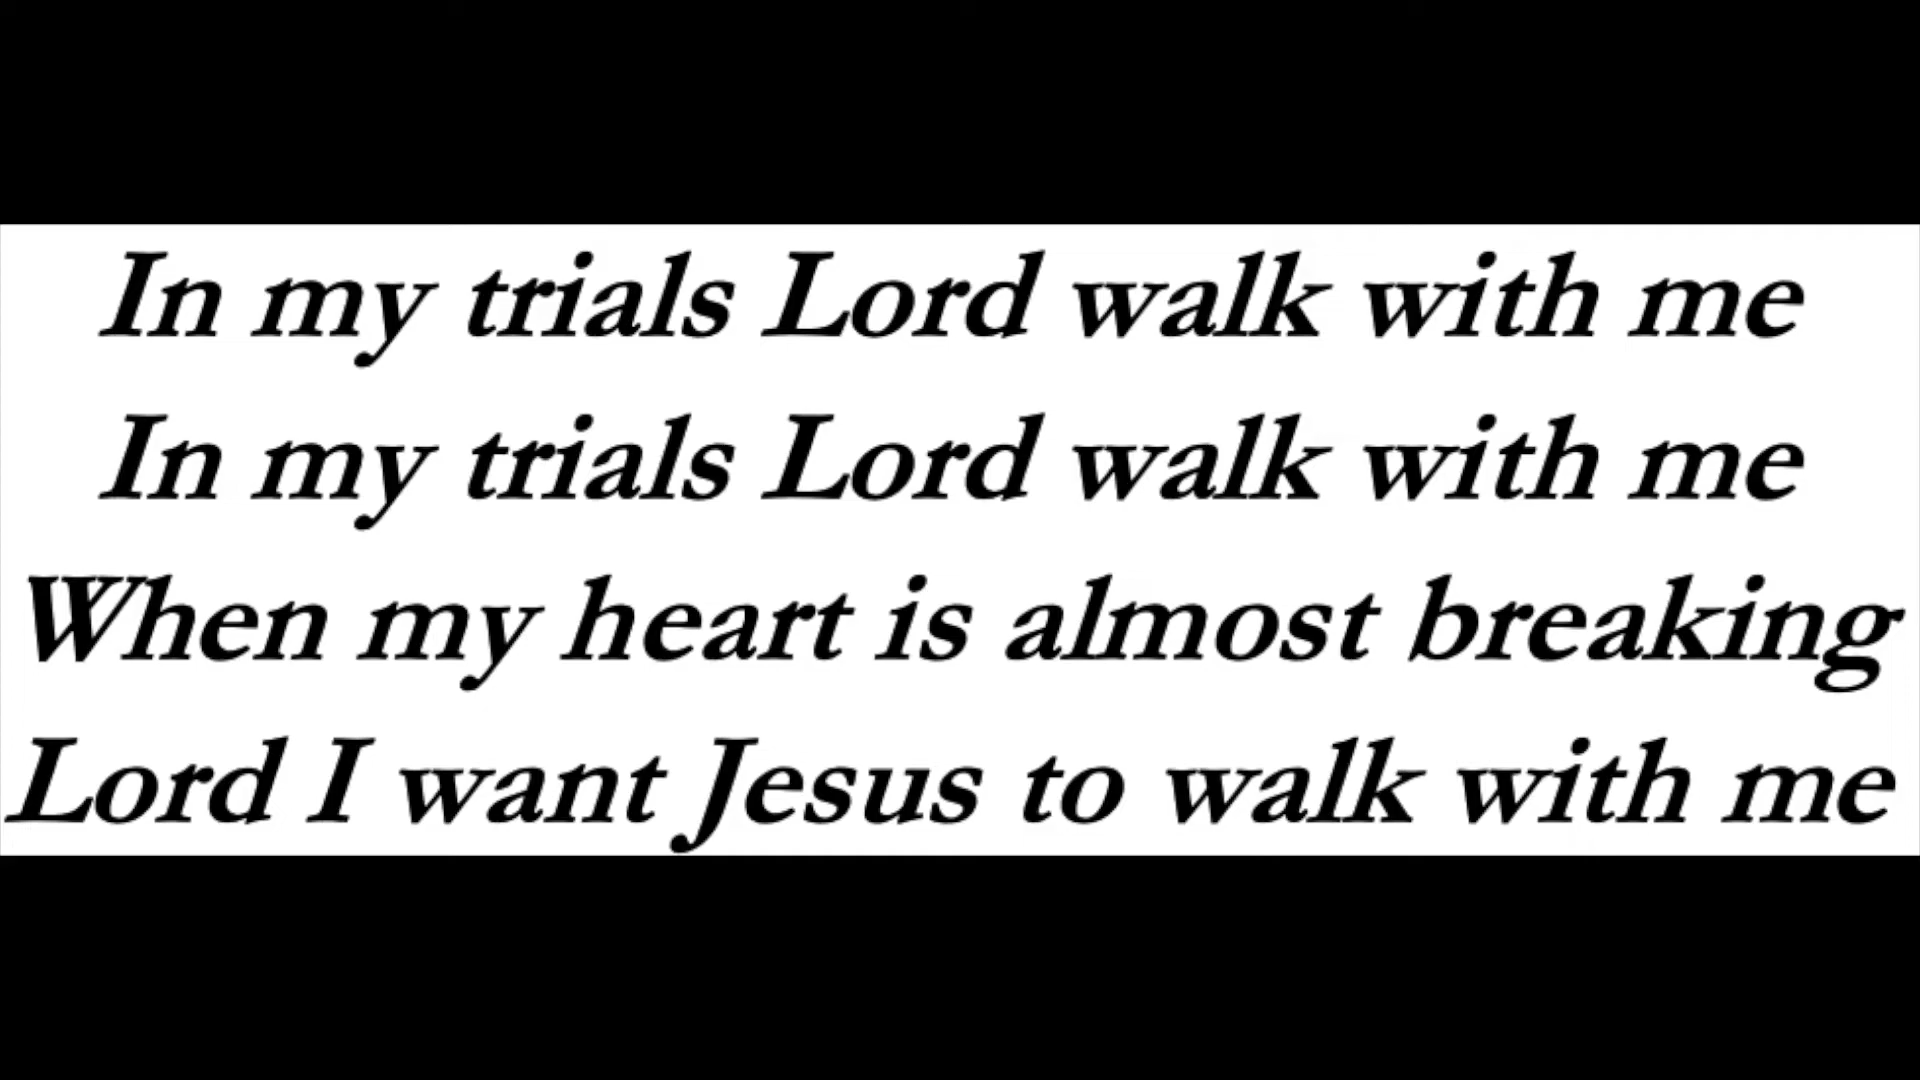 In my trials Lord walk with me
In my trials Lord walk with me
When my heart is almost breaking
Lord I want Jesus to walk with me